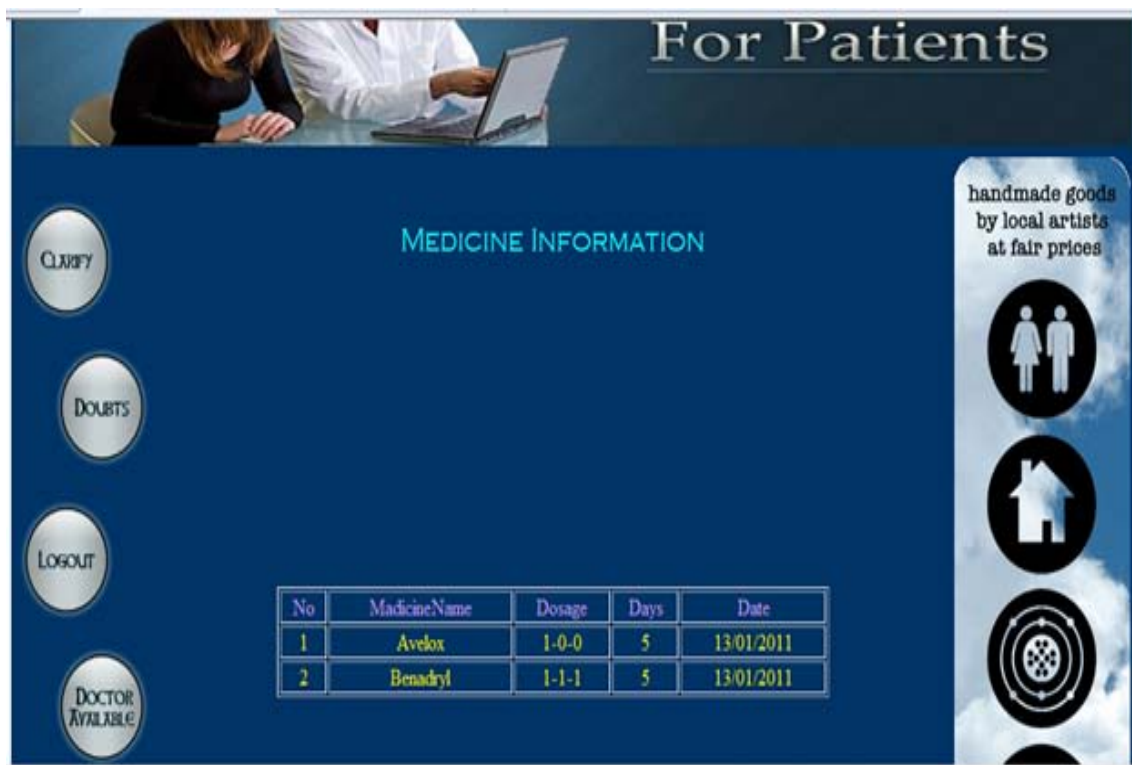 For Patients
handmade goods
by local artists
at fair prices
CLARIFY
MEDICINE INFORMATION
DOUBTS
LOGOUT
DOCTOR
AVAILABLE
No MadicineName Dosage Days Date
1 Avelox 1-0-0 5 13/01/2011
2 Benadryl 1-1-1 5 13/01/2011